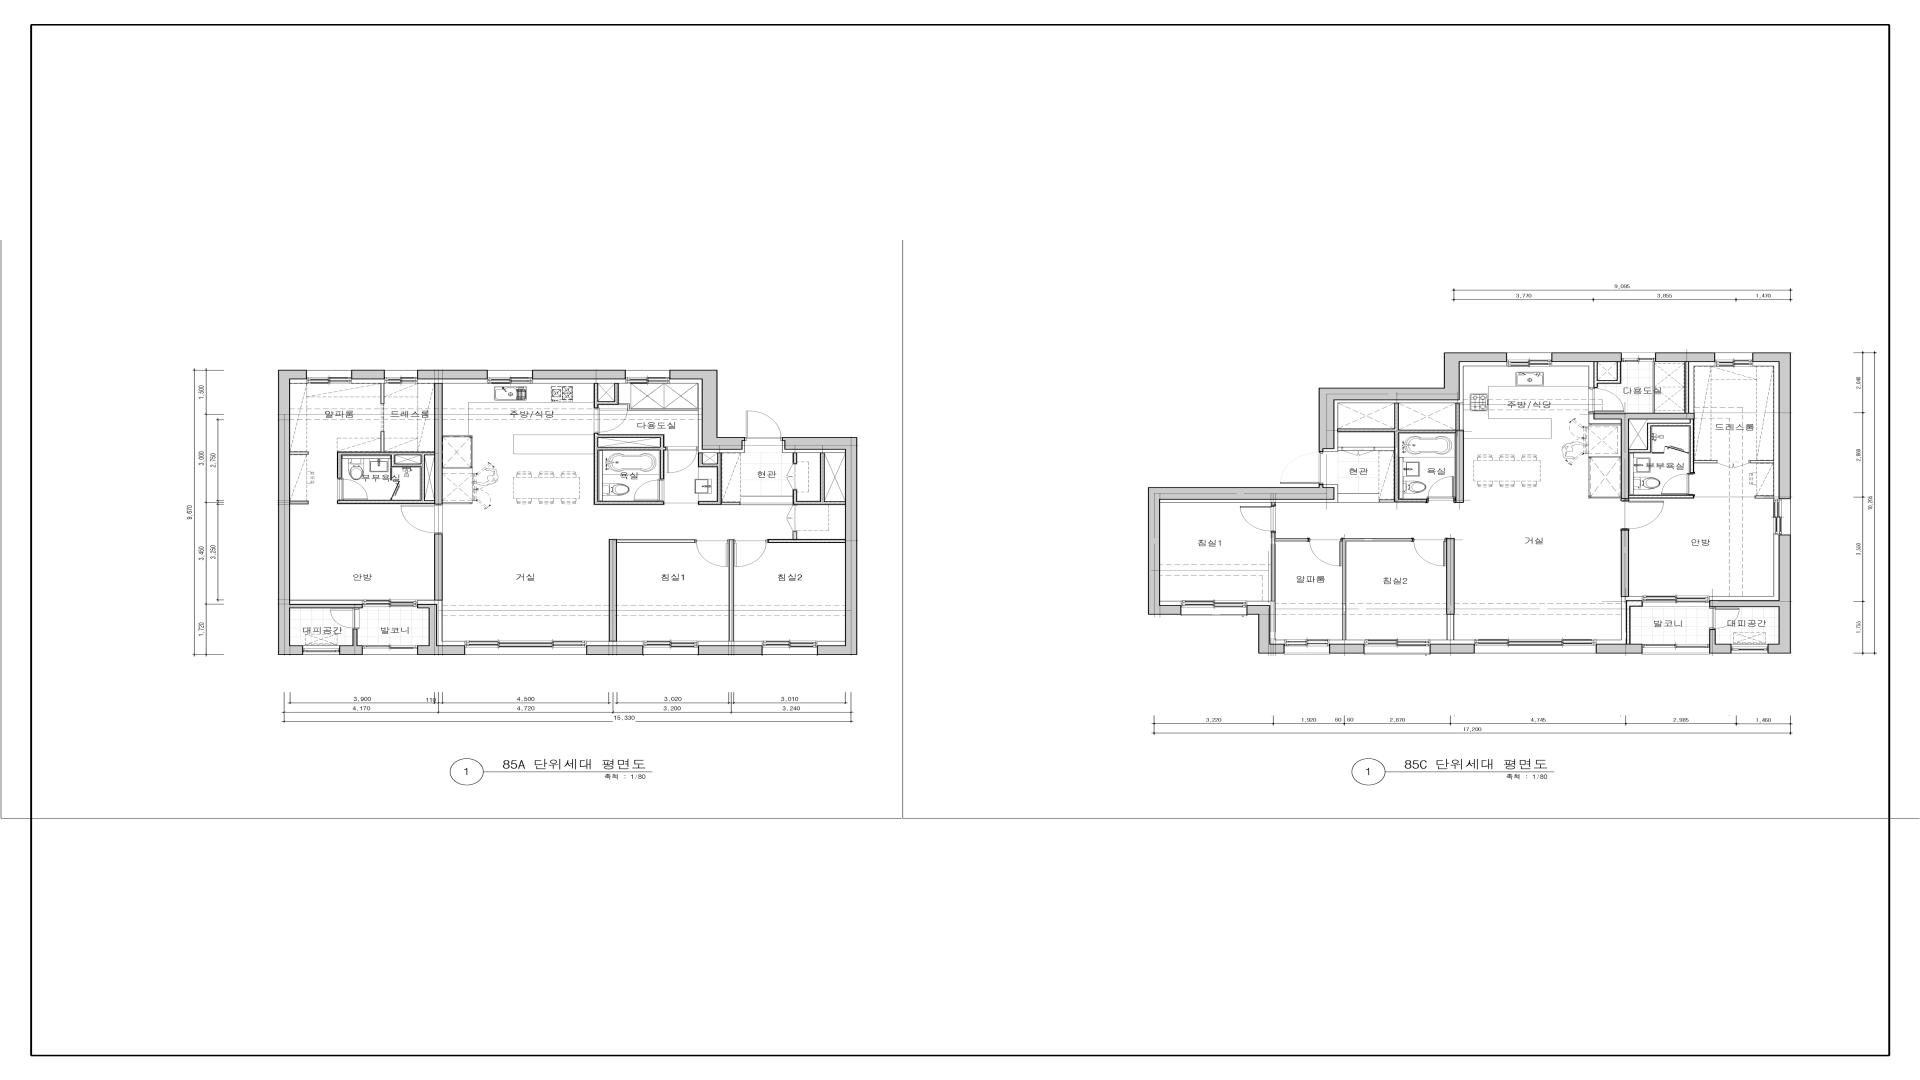 9,085
3,770 3,855 1,470
1,500
3,000 2,750
9,670
3,450 3,250
1,720
알파룸 드레스룸 주방/식당 다용도실
부부욕실 욕실 현관
안방 거실 침실1 침실2
대피공간 발코니
3,900 110 4,500 3,020 3,010
4,170 4,720 3,200 3,240
15,330
1 85A 단위세대 평면도
축척 : 1/80
주방/식당 다용도실 드레스룸
현관 욕실 부부욕실
침실1 거실 안방
알파룸 침실2
발코니 대피공간
2,040
1,755
3,220 1,920 60 60 2,870 4,745 2,985 1,460
17,200
1 85C 단위세대 평면도
축척 : 1/80